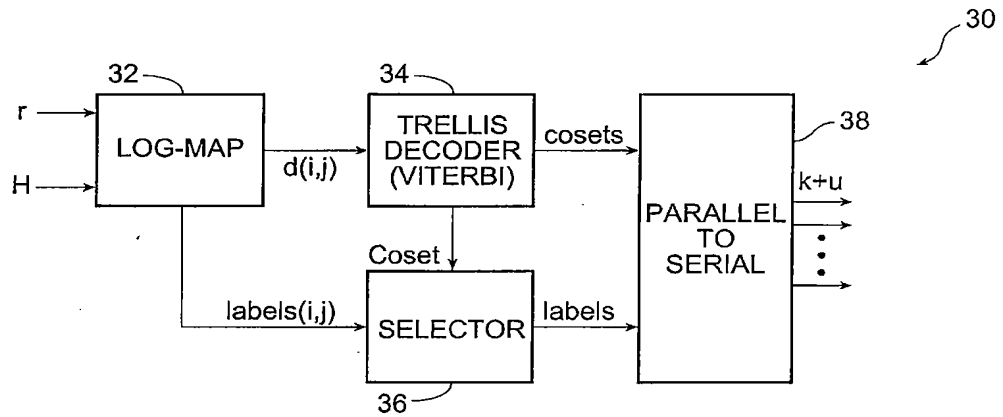 30
32
34
38
r
H
LOG-MAP
d(i,j)
TRELLIS
DECODER
(VITERBI)
cosets
k+u
PARALLEL
TO
SERIAL
Coset
labels(i,j)
SELECTOR
labels
36